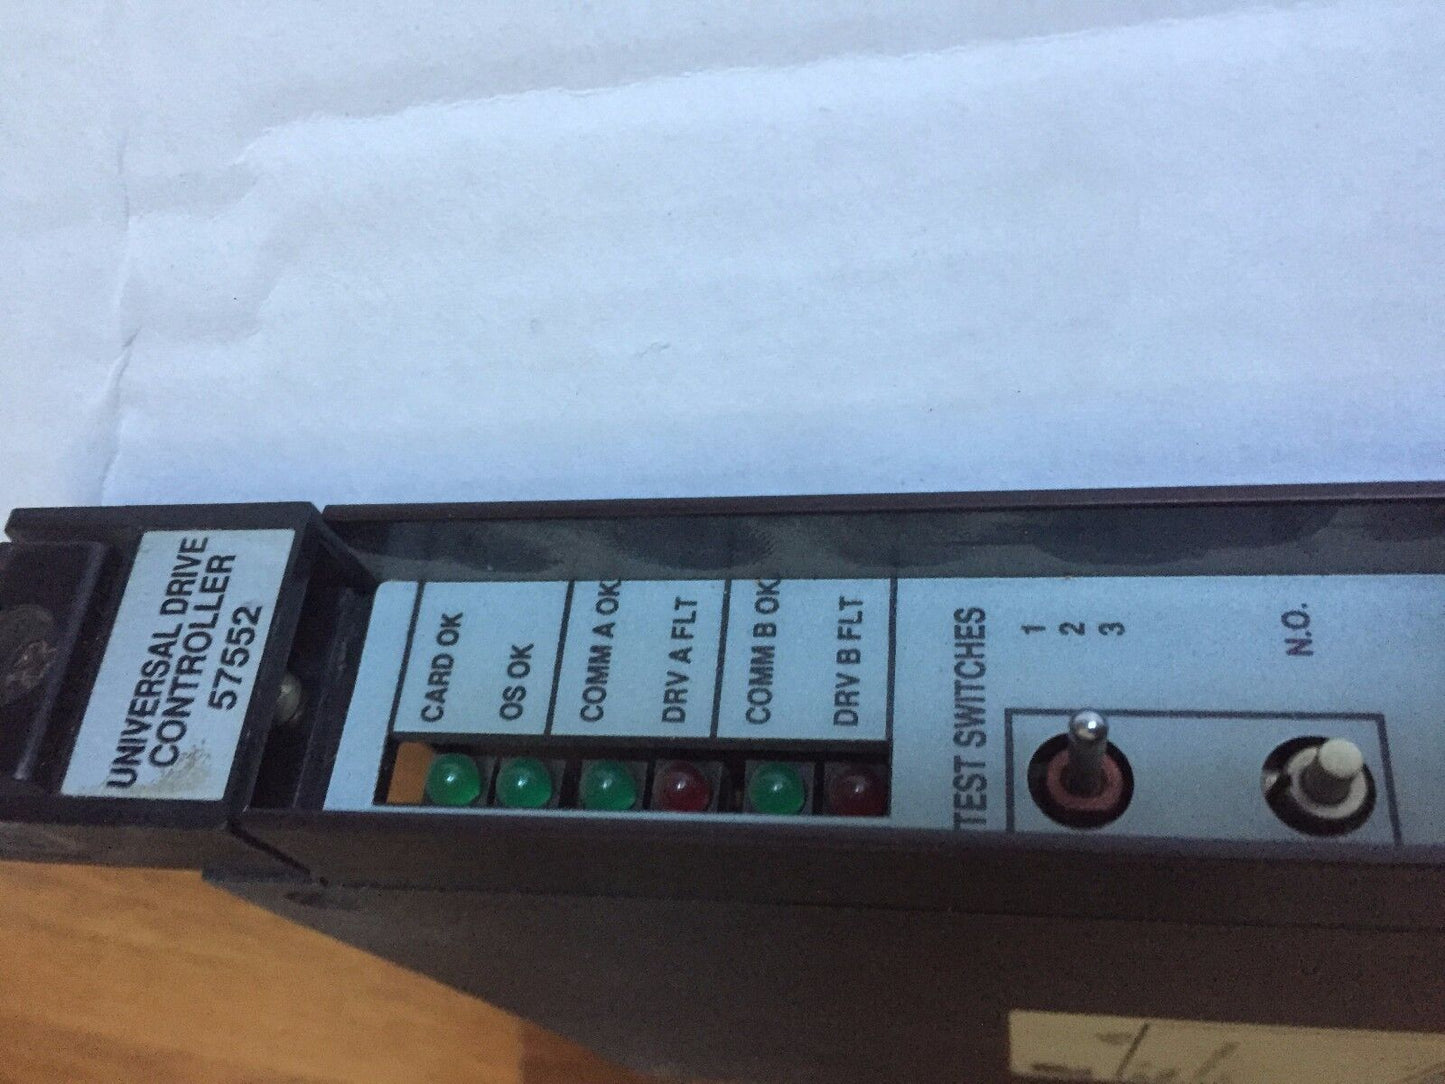 UNIVERSAL DRIVE
CONTROLLER
57552
CARD OK
OS OK
COMM A OK
DRV A FLT
COMM B OK
DRV B FLT
TEST SWITCHES
1
2
3
N.O.